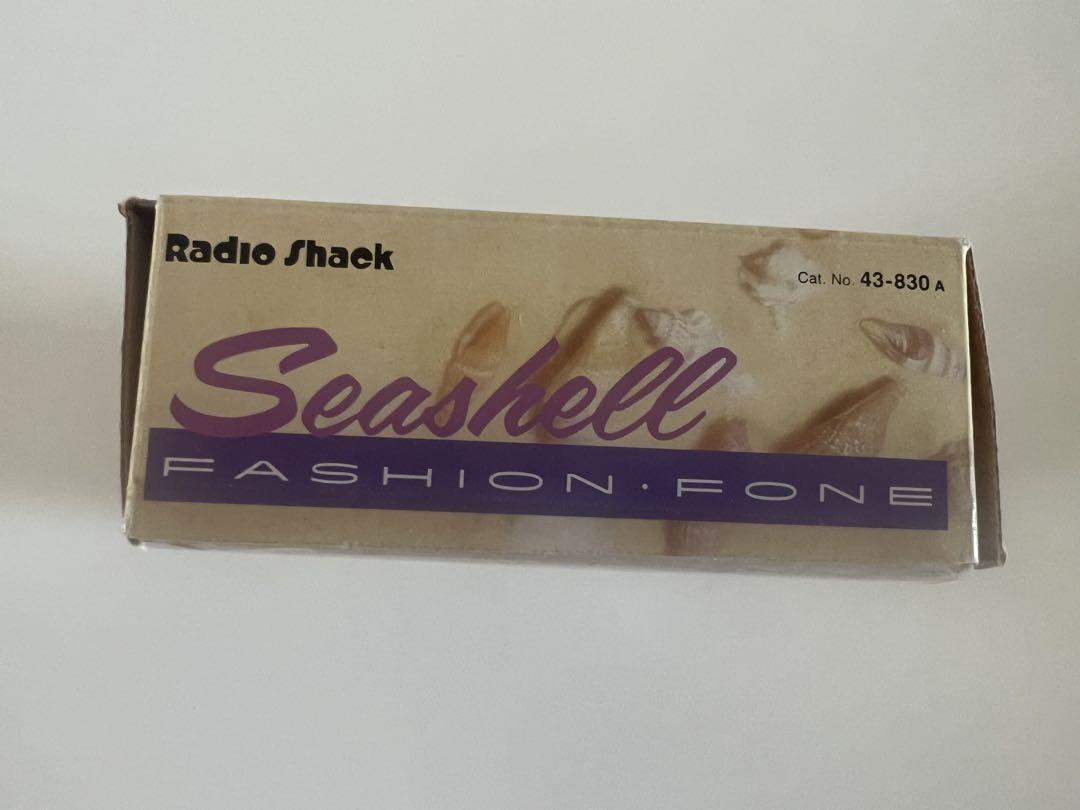 Radio Shack
Cat. No. 43-830 A
Seashell
FASHION · FONE